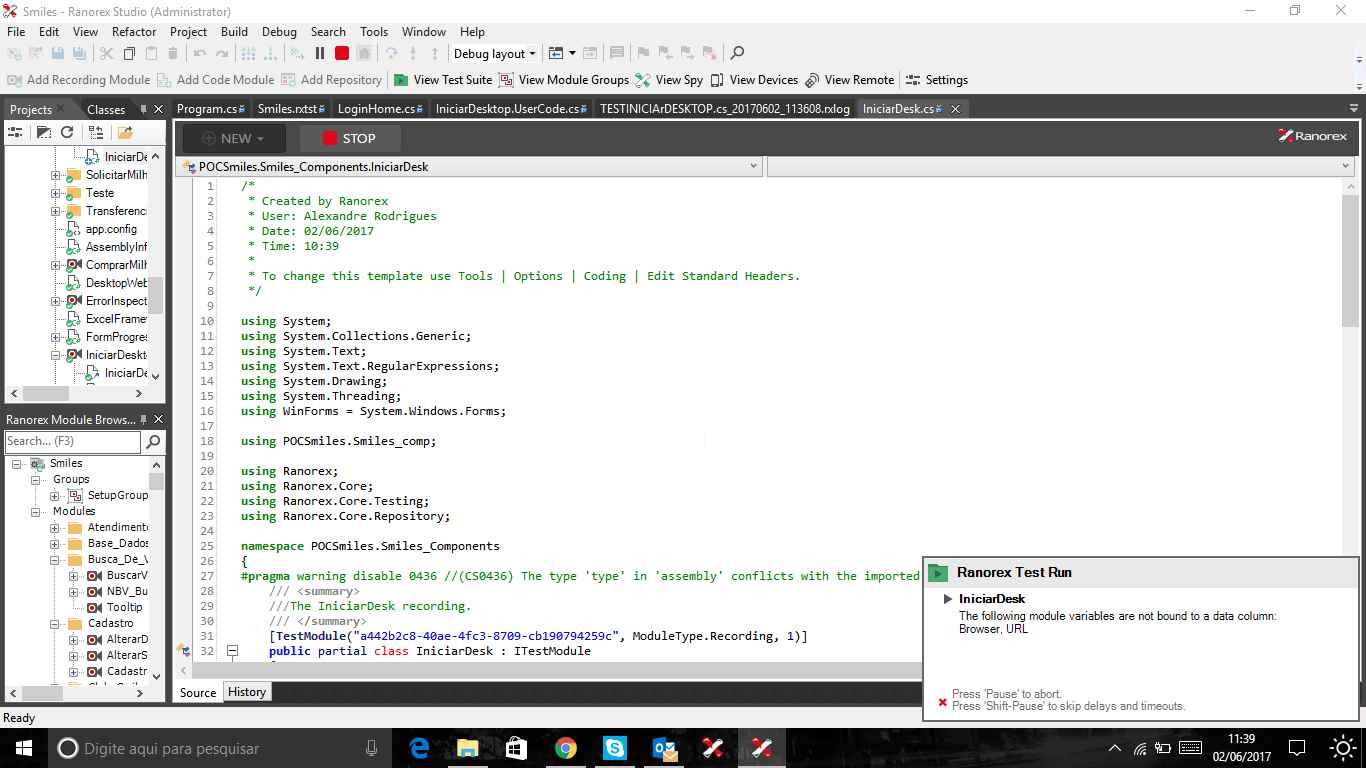 Smiles - Ranorex Studio (Administrator)
File Edit View Refactor Project Build Debug Search Tools Window Help
Debug layout
Add Recording Module Add Code Module Add Repository View Test Suite View Module Groups View Spy View Devices View Remote Settings
Projects Classes
Program.cs Smiles.rxtst LoginHome.cs IniciarDesktop.UserCode.cs TESTINICIArDESKTOP.cs_20170602_113608.rxlog IniciarDesk.cs
NEW STOP Ranorex
POCSmiles.Smiles_Components.IniciarDesk
IniciarDe
SolicitarMilh
Teste
Transferenci
app.config
AssemblyInf
ComprarMilh
DesktopWeb
ErrorInspect
ExcelFrame
FormProgres
IniciarDeskt
IniciarDe
Ranorex Module Brows...
Search... (F3)
Smiles
Groups
SetupGroup
Modules
Atendimento
Base_Dados
Busca_De_V
BuscarV
NBV_Bu
Tooltip
Cadastro
AlterarD
AlterarS
Cadastr
1 /*
2 * Created by Ranorex
3 * User: Alexandre Rodrigues
4 * Date: 02/06/2017
5 * Time: 10:39
6 *
7 * To change this template use Tools | Options | Coding | Edit Standard Headers.
8 */
9
10 using System;
11 using System.Collections.Generic;
12 using System.Text;
13 using System.Text.RegularExpressions;
14 using System.Drawing;
15 using System.Threading;
16 using WinForms = System.Windows.Forms;
17
18 using POCSmiles.Smiles_comp;
19
20 using Ranorex;
21 using Ranorex.Core;
22 using Ranorex.Core.Testing;
23 using Ranorex.Core.Repository;
24
25 namespace POCSmiles.Smiles_Components
26 {
27 #pragma warning disable 0436 //(CS0436) The type 'type' in 'assembly' conflicts with the imported
28 /// <summary>
29 ///The IniciarDesk recording.
30 /// </summary>
31 [TestModule("a442b2c8-40ae-4fc3-8709-cb190794259c", ModuleType.Recording, 1)]
32 public partial class IniciarDesk : ITestModule
Source History
Ranorex Test Run
IniciarDesk
The following module variables are not bound to a data column:
Browser, URL
Press 'Pause' to abort.
Press 'Shift-Pause' to skip delays and timeouts.
Ready
Digite aqui para pesquisar
11:39
02/06/2017